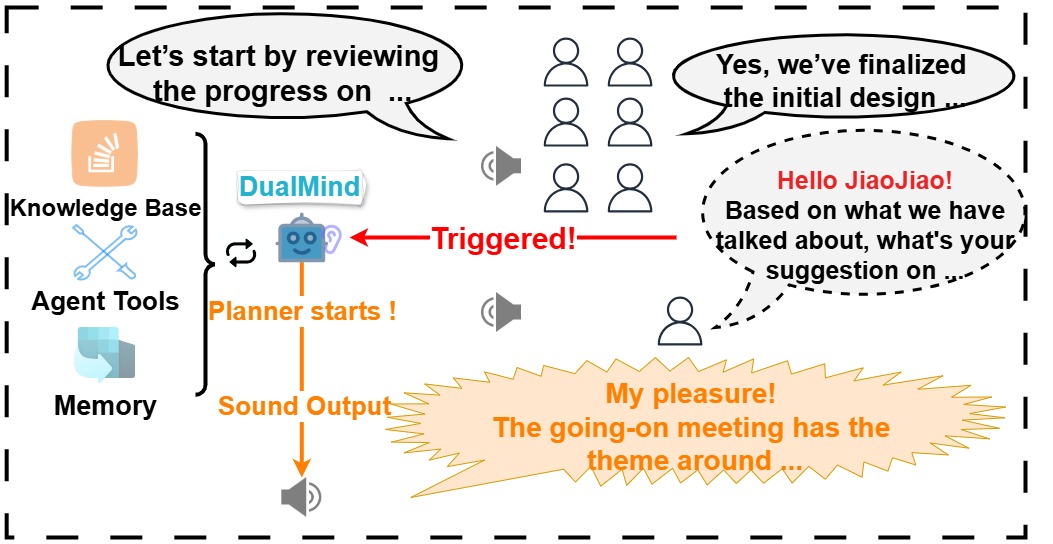 Let's start by reviewing
the progress on ...
Yes, we've finalized
the initial design ...
Hello JiaoJiao!
Based on what we have
talked about, what's your
suggestion on ...
Knowledge Base
Agent Tools
Memory
DualMind
Triggered!
Planner starts !
Sound Output
My pleasure!
The going-on meeting has the
theme around ...